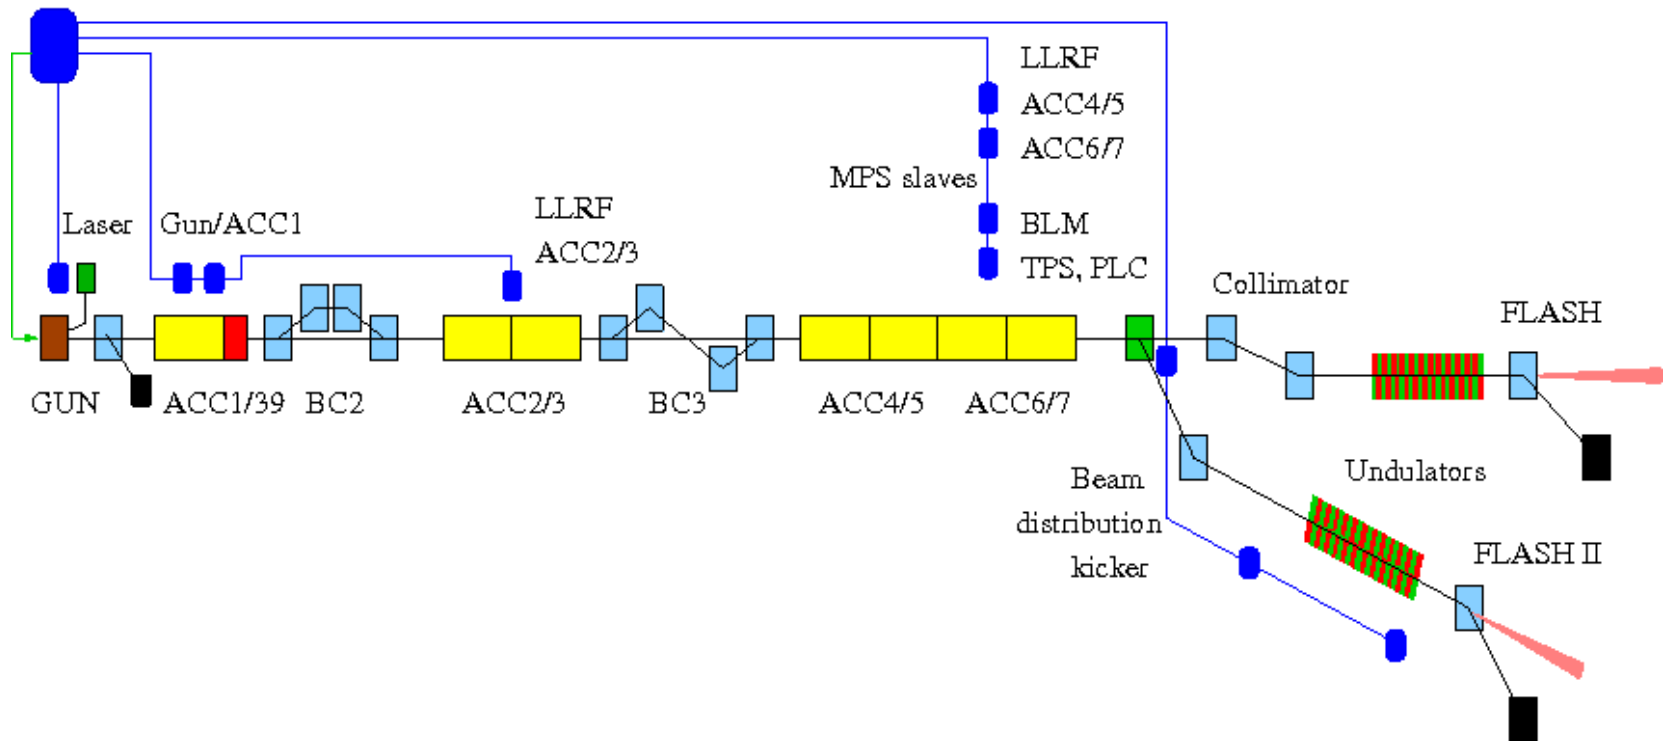 LLRF
ACC4/5
ACC6/7
MPS slaves
BLM
TPS, PLC
Laser
Gun/ACC1
LLRF
ACC2/3
Collimator
FLASH
GUN
ACC1/39
BC2
ACC2/3
BC3
ACC4/5
ACC6/7
Undulators
Beam
distribution
kicker
FLASH II